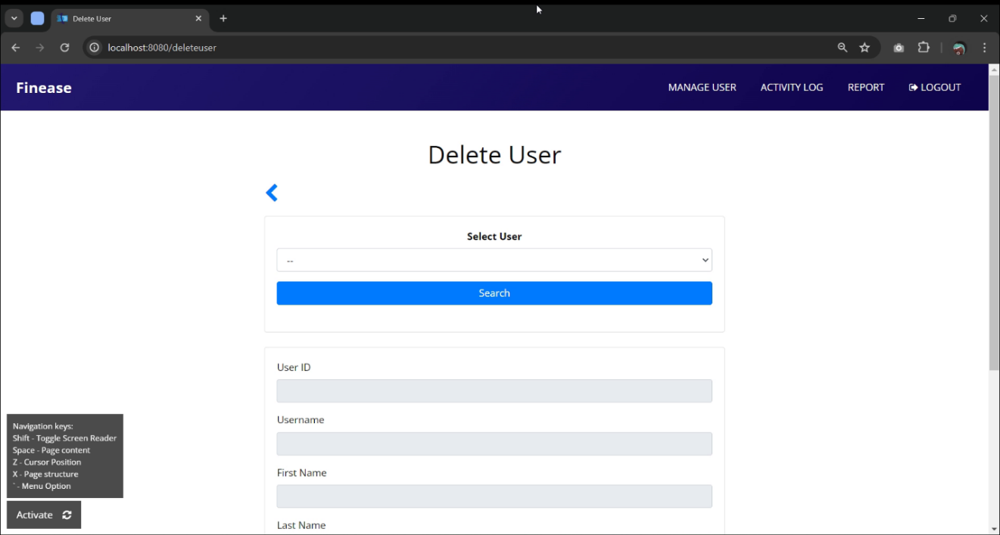 Delete User
localhost:8080/deleteuser
Finease
MANAGE USER
ACTIVITY LOG
REPORT
LOGOUT
Delete User
Select User
--
Search
User ID
Username
First Name
Last Name
Navigation keys:
Shift - Toggle Screen Reader
Space - Page content
Z - Cursor Position
X - Page structure
` - Menu Option
Activate